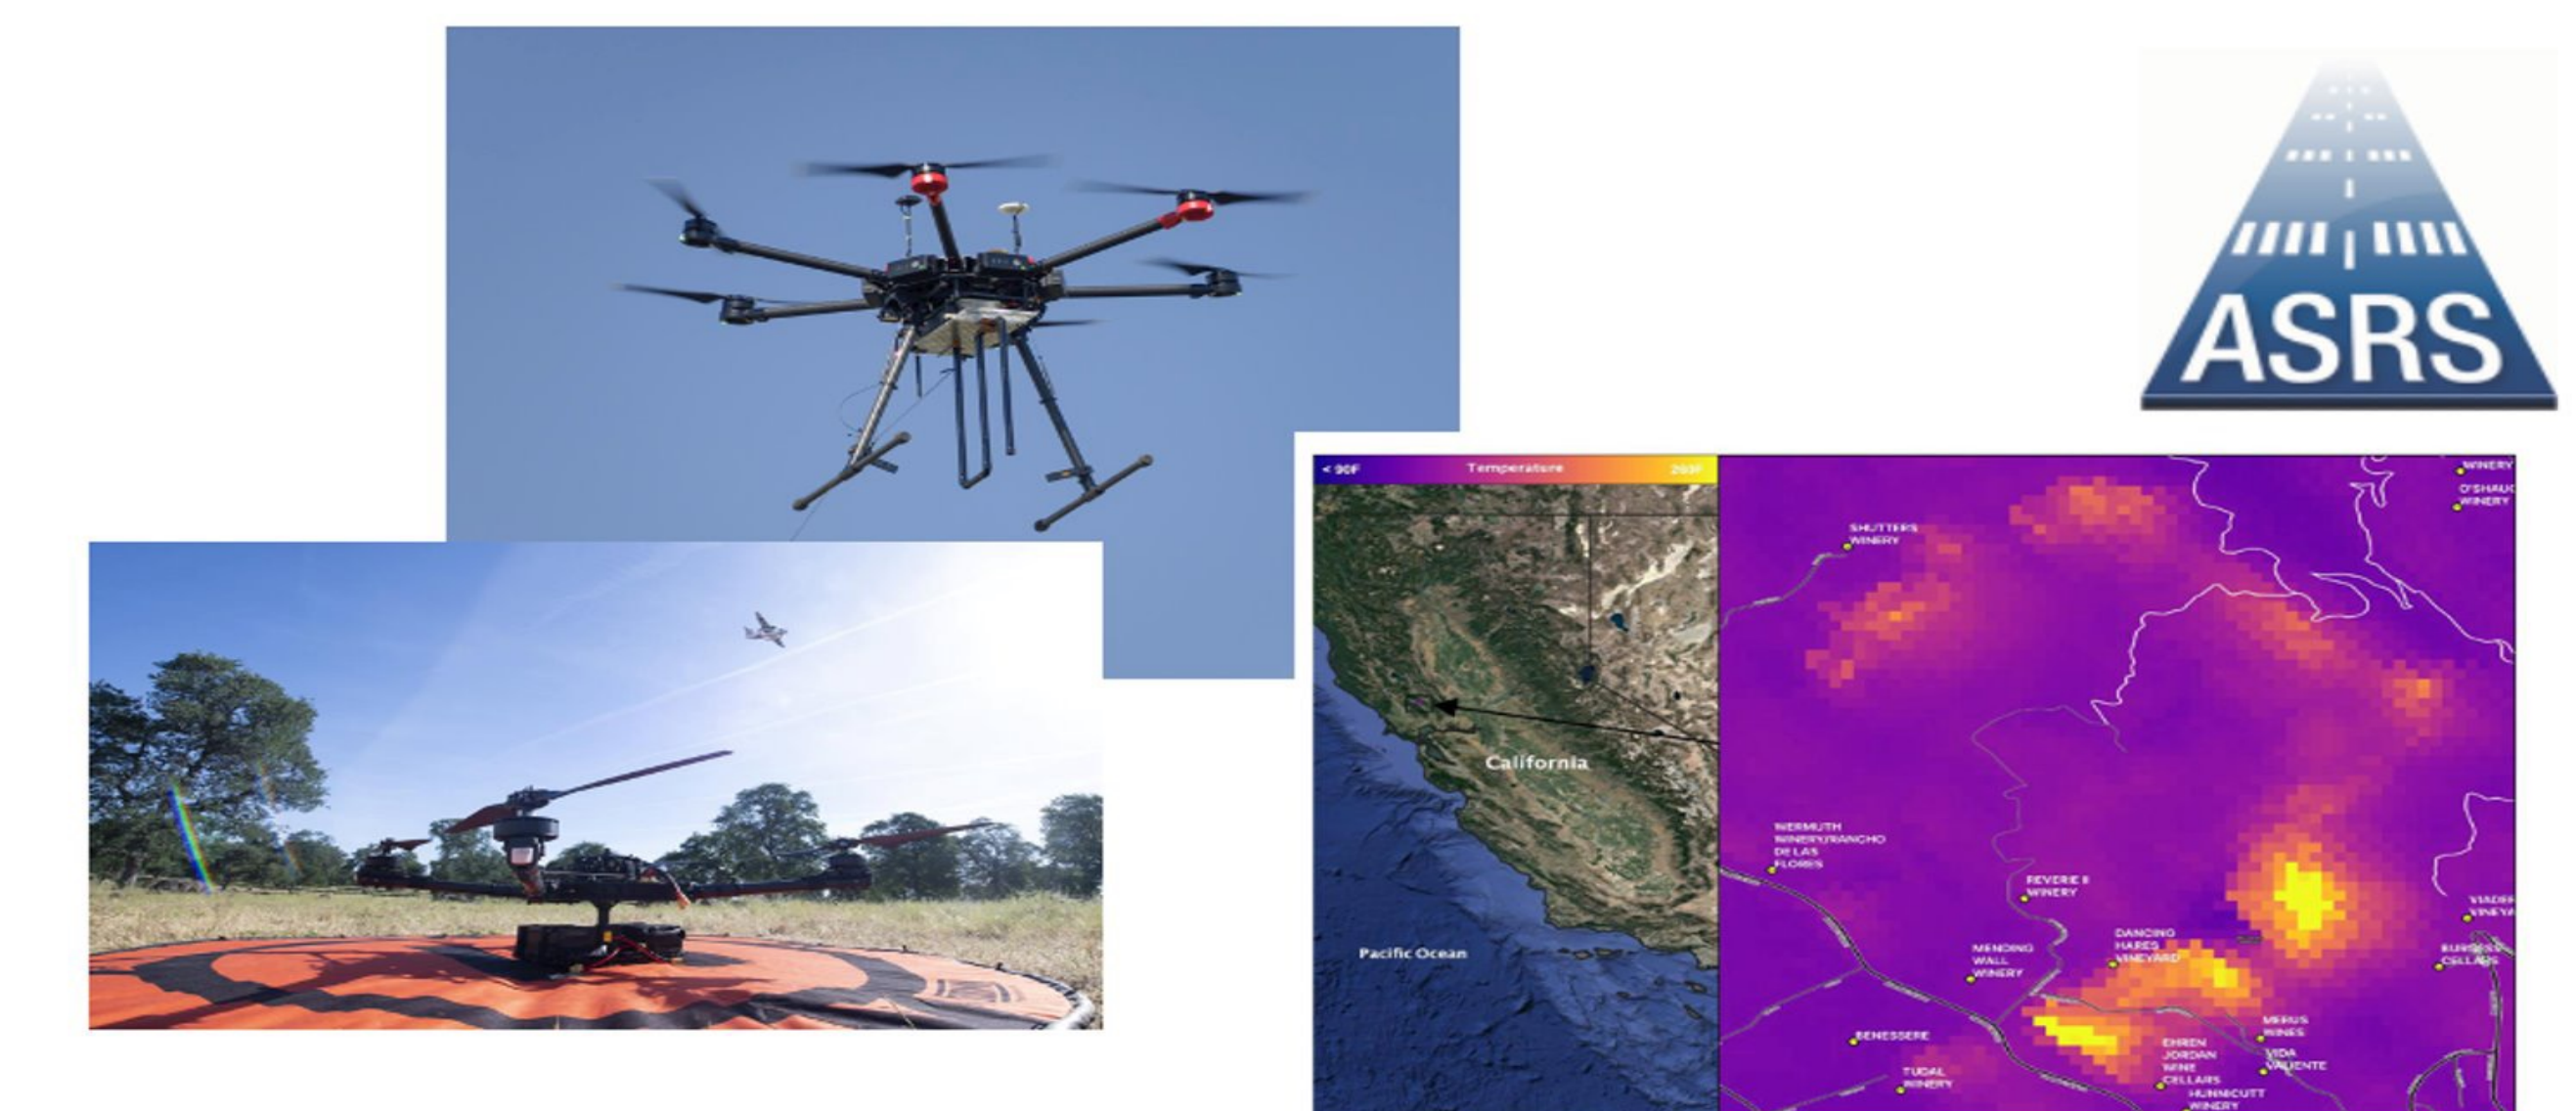 ASRS
< 90F
Temperature
260F
California
Pacific Ocean
WINERY
WINERY
SHUTTERS
WINERY
WERMUTH
WINERY/RANCHO
DE LAS
FLORES
REVERIE II
WINERY
MENDING
WALL
WINERY
DANCING
HARES
VINEYARD
BURGESS
CELLARS
BENESSERE
MERUS
WINES
EHREN
JORDAN
WINE
CELLARS
VIDA
VALIENTE
TUDAL
WINERY
HUNNICUTT
WINERY